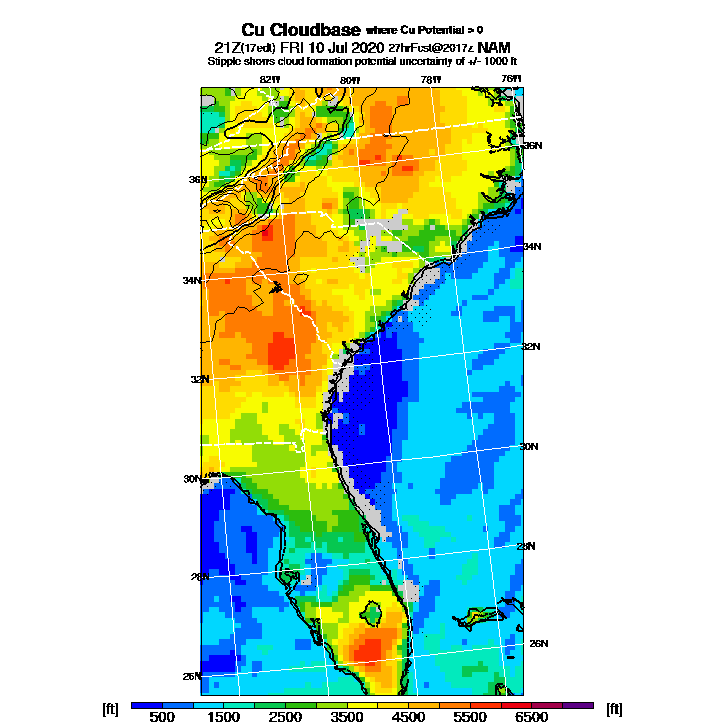 Cu Cloudbase where Cu Potential > 0
21Z(17edt) FRI 10 Jul 2020 27hrFcst@2017z NAM
Stipple shows cloud formation potential uncertainty of +/- 1000 ft
82W 80W 78W 76W
36N
36N
34N
34N
32N
32N
30N
30N
28N
28N
26N
26N
[ft] 500 1500 2500 3500 4500 5500 6500 [ft]